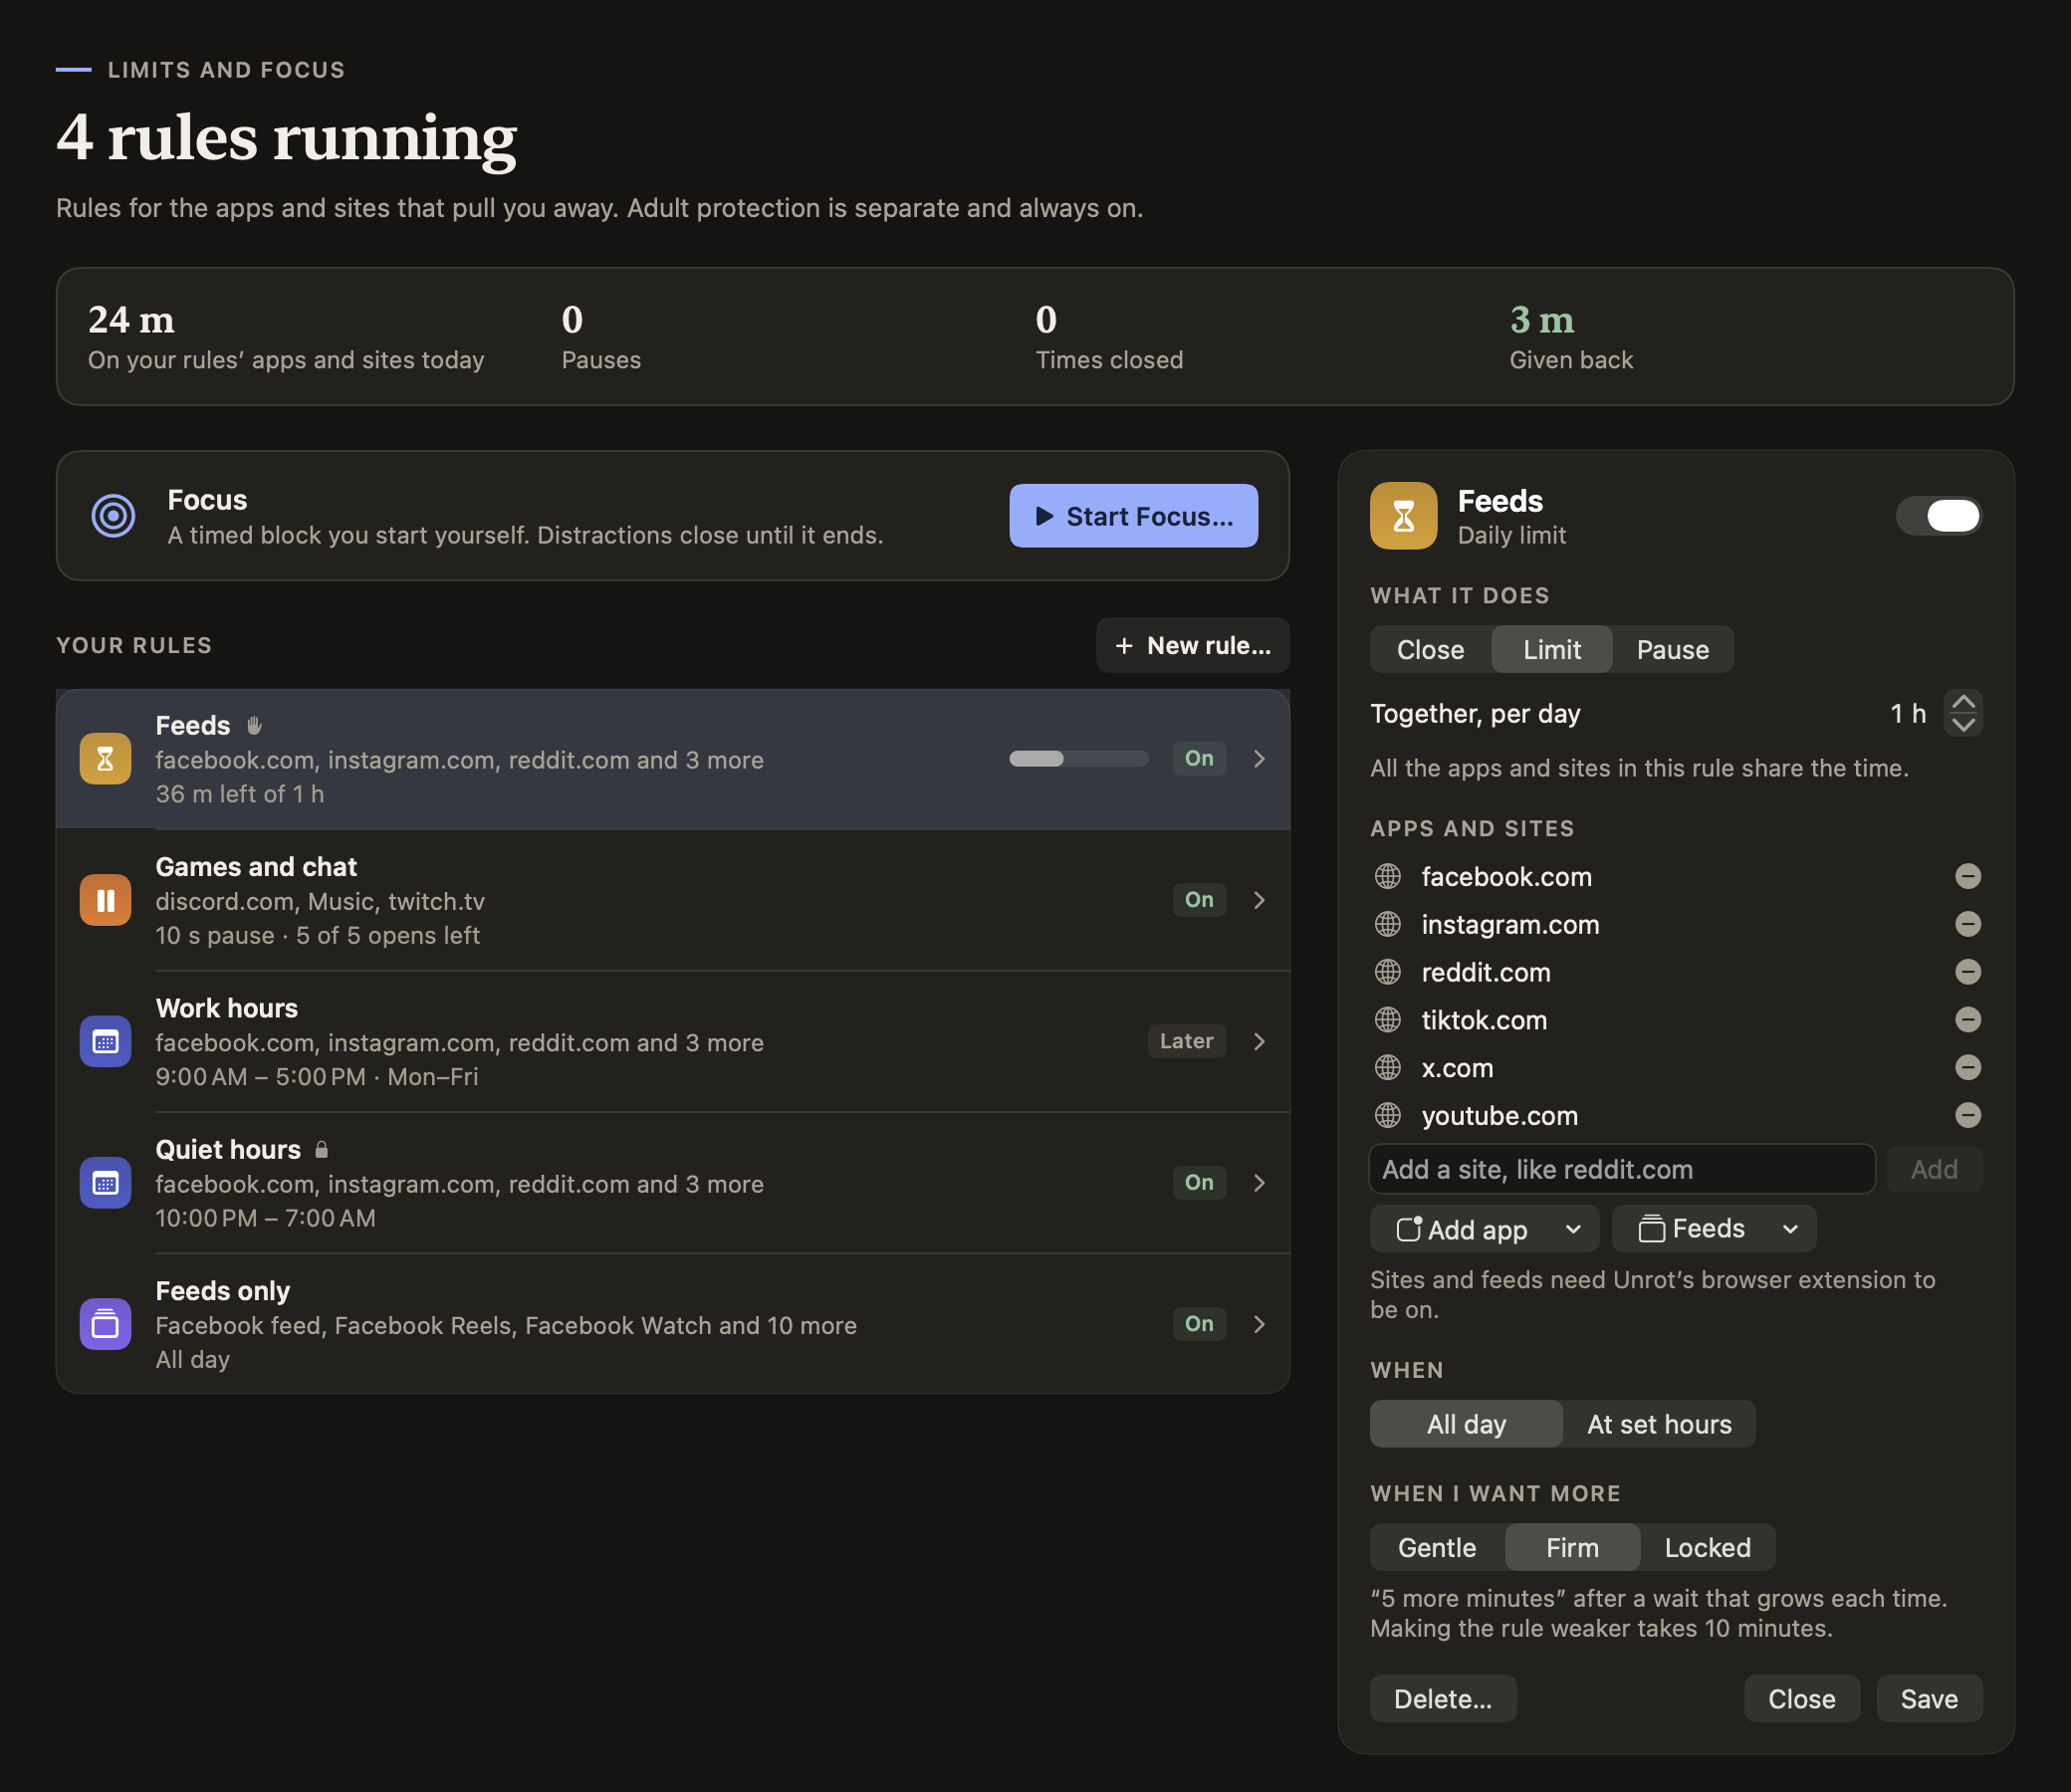 LIMITS AND FOCUS
4 rules running
Rules for the apps and sites that pull you away. Adult protection is separate and always on.
24 m
On your rules’ apps and sites today
0
Pauses
0
Times closed
3 m
Given back
Focus
A timed block you start yourself. Distractions close until it ends.
Start Focus...
YOUR RULES
+ New rule...
Feeds
facebook.com, instagram.com, reddit.com and 3 more
36 m left of 1 h
On
Games and chat
discord.com, Music, twitch.tv
10 s pause · 5 of 5 opens left
On
Work hours
facebook.com, instagram.com, reddit.com and 3 more
9:00 AM – 5:00 PM · Mon–Fri
Later
Quiet hours
facebook.com, instagram.com, reddit.com and 3 more
10:00 PM – 7:00 AM
On
Feeds only
Facebook feed, Facebook Reels, Facebook Watch and 10 more
All day
On
Feeds
Daily limit
WHAT IT DOES
Close Limit Pause
Together, per day 1 h
All the apps and sites in this rule share the time.
APPS AND SITES
facebook.com
instagram.com
reddit.com
tiktok.com
x.com
youtube.com
Add a site, like reddit.com Add
Add app Feeds
Sites and feeds need Unrot’s browser extension to
be on.
WHEN
All day At set hours
WHEN I WANT MORE
Gentle Firm Locked
“5 more minutes” after a wait that grows each time.
Making the rule weaker takes 10 minutes.
Delete... Close Save